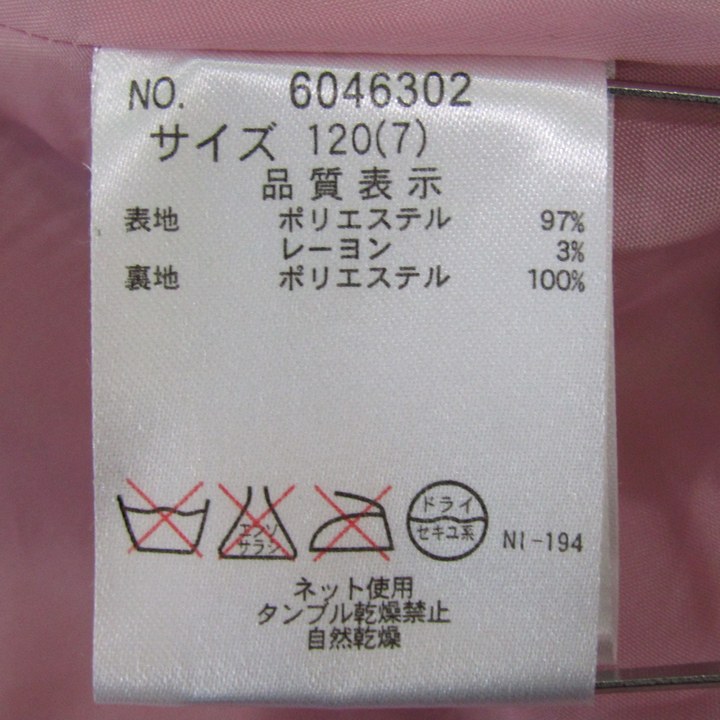 NO. 6046302
サイズ 120(7)
品質表示
表地 ポリエステル 97%
レーヨン 3%
裏地 ポリエステル 100%
エンソサラシ
ドライ
セキユ系
NI-194
ネット使用
タンブル乾燥禁止
自然乾燥